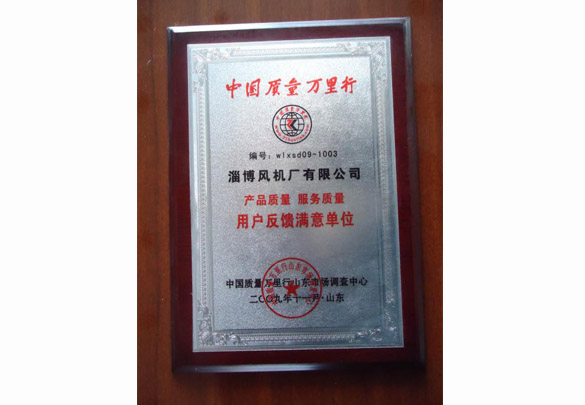 中国质量万里行
编号：wlxsd09-1003
淄博风机厂有限公司
产品质量 服务质量
用户反馈满意单位
中国质量万里行山东市场调查中心
二〇〇九年十一月·山东